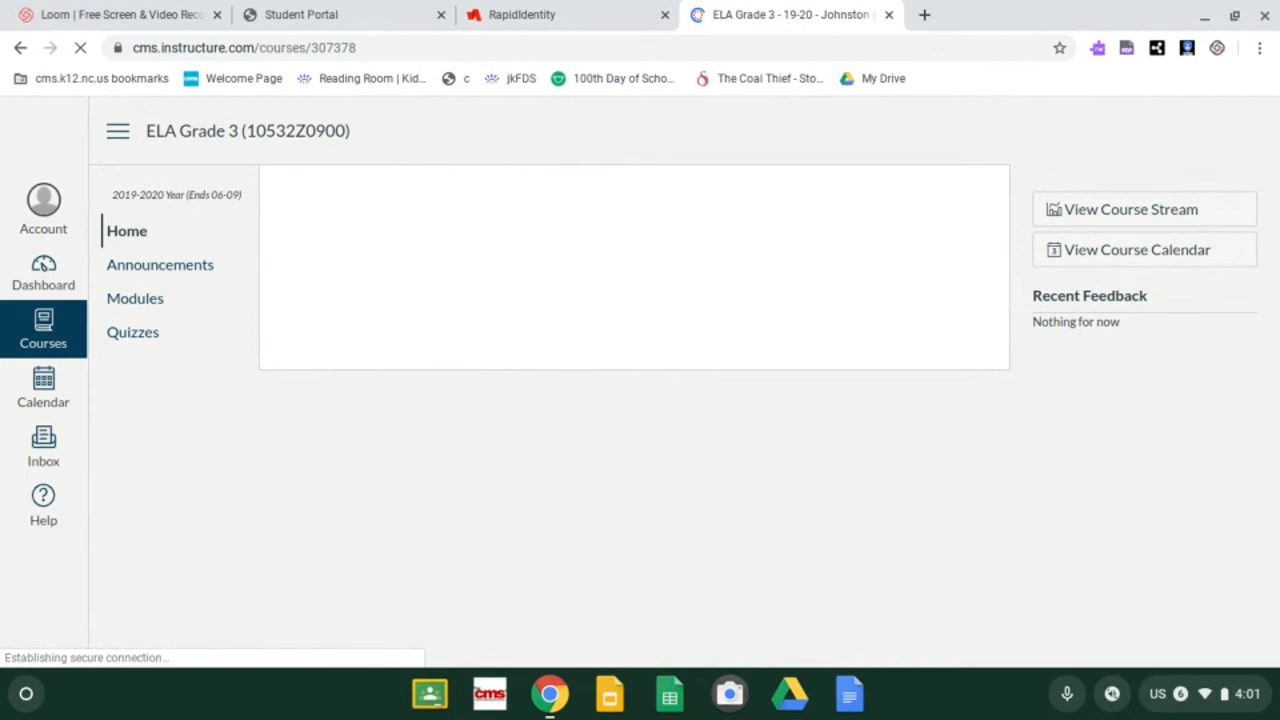 Loom | Free Screen & Video Reco
Student Portal
RapidIdentity
ELA Grade 3 - 19-20 - Johnston (
cms.instructure.com/courses/307378
cms.k12.nc.us bookmarks
Welcome Page
Reading Room | Kid...
c
jkFDS
100th Day of Scho...
The Coal Thief - Sto...
My Drive
ELA Grade 3 (10532Z0900)
Account
Dashboard
Courses
Calendar
Inbox
Help
2019-2020 Year (Ends 06-09)
Home
Announcements
Modules
Quizzes
View Course Stream
View Course Calendar
Recent Feedback
Nothing for now
Establishing secure connection...
cms
US 6 4:01